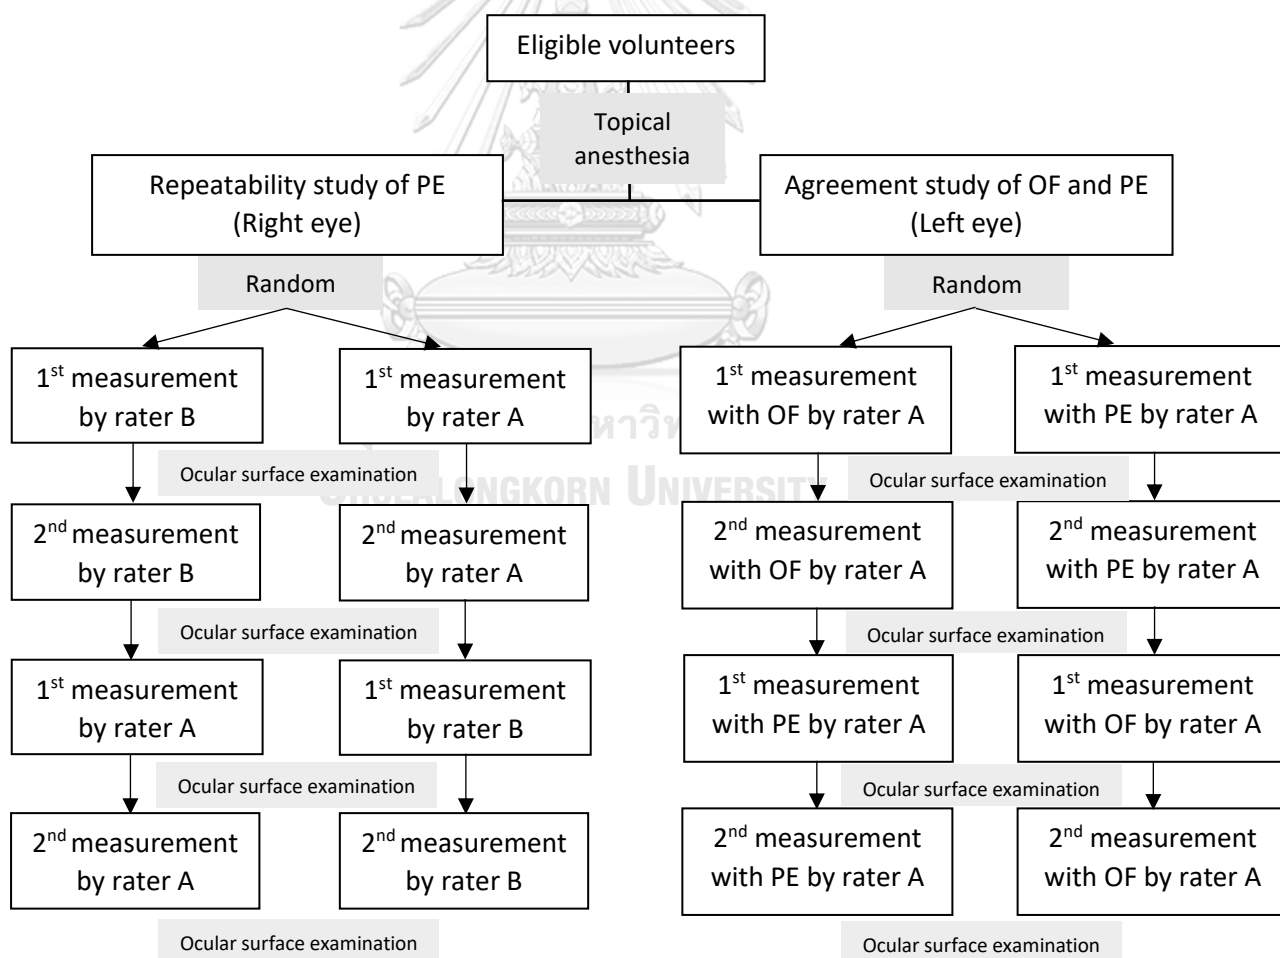 Eligible volunteers
Topical
anesthesia
Repeatability study of PE
(Right eye)
Agreement study of OF and PE
(Left eye)
Random
Random
1st measurement
by rater B
1st measurement
by rater A
1st measurement
with OF by rater A
1st measurement
with PE by rater A
Ocular surface examination
Ocular surface examination
UNIVERSITY
2nd measurement
by rater B
2nd measurement
by rater A
2nd measurement
with OF by rater A
2nd measurement
with PE by rater A
Ocular surface examination
Ocular surface examination
1st measurement
by rater A
1st measurement
by rater B
1st measurement
with PE by rater A
1st measurement
with OF by rater A
Ocular surface examination
Ocular surface examination
2nd measurement
by rater A
2nd measurement
by rater B
2nd measurement
with PE by rater A
2nd measurement
with OF by rater A
Ocular surface examination
Ocular surface examination